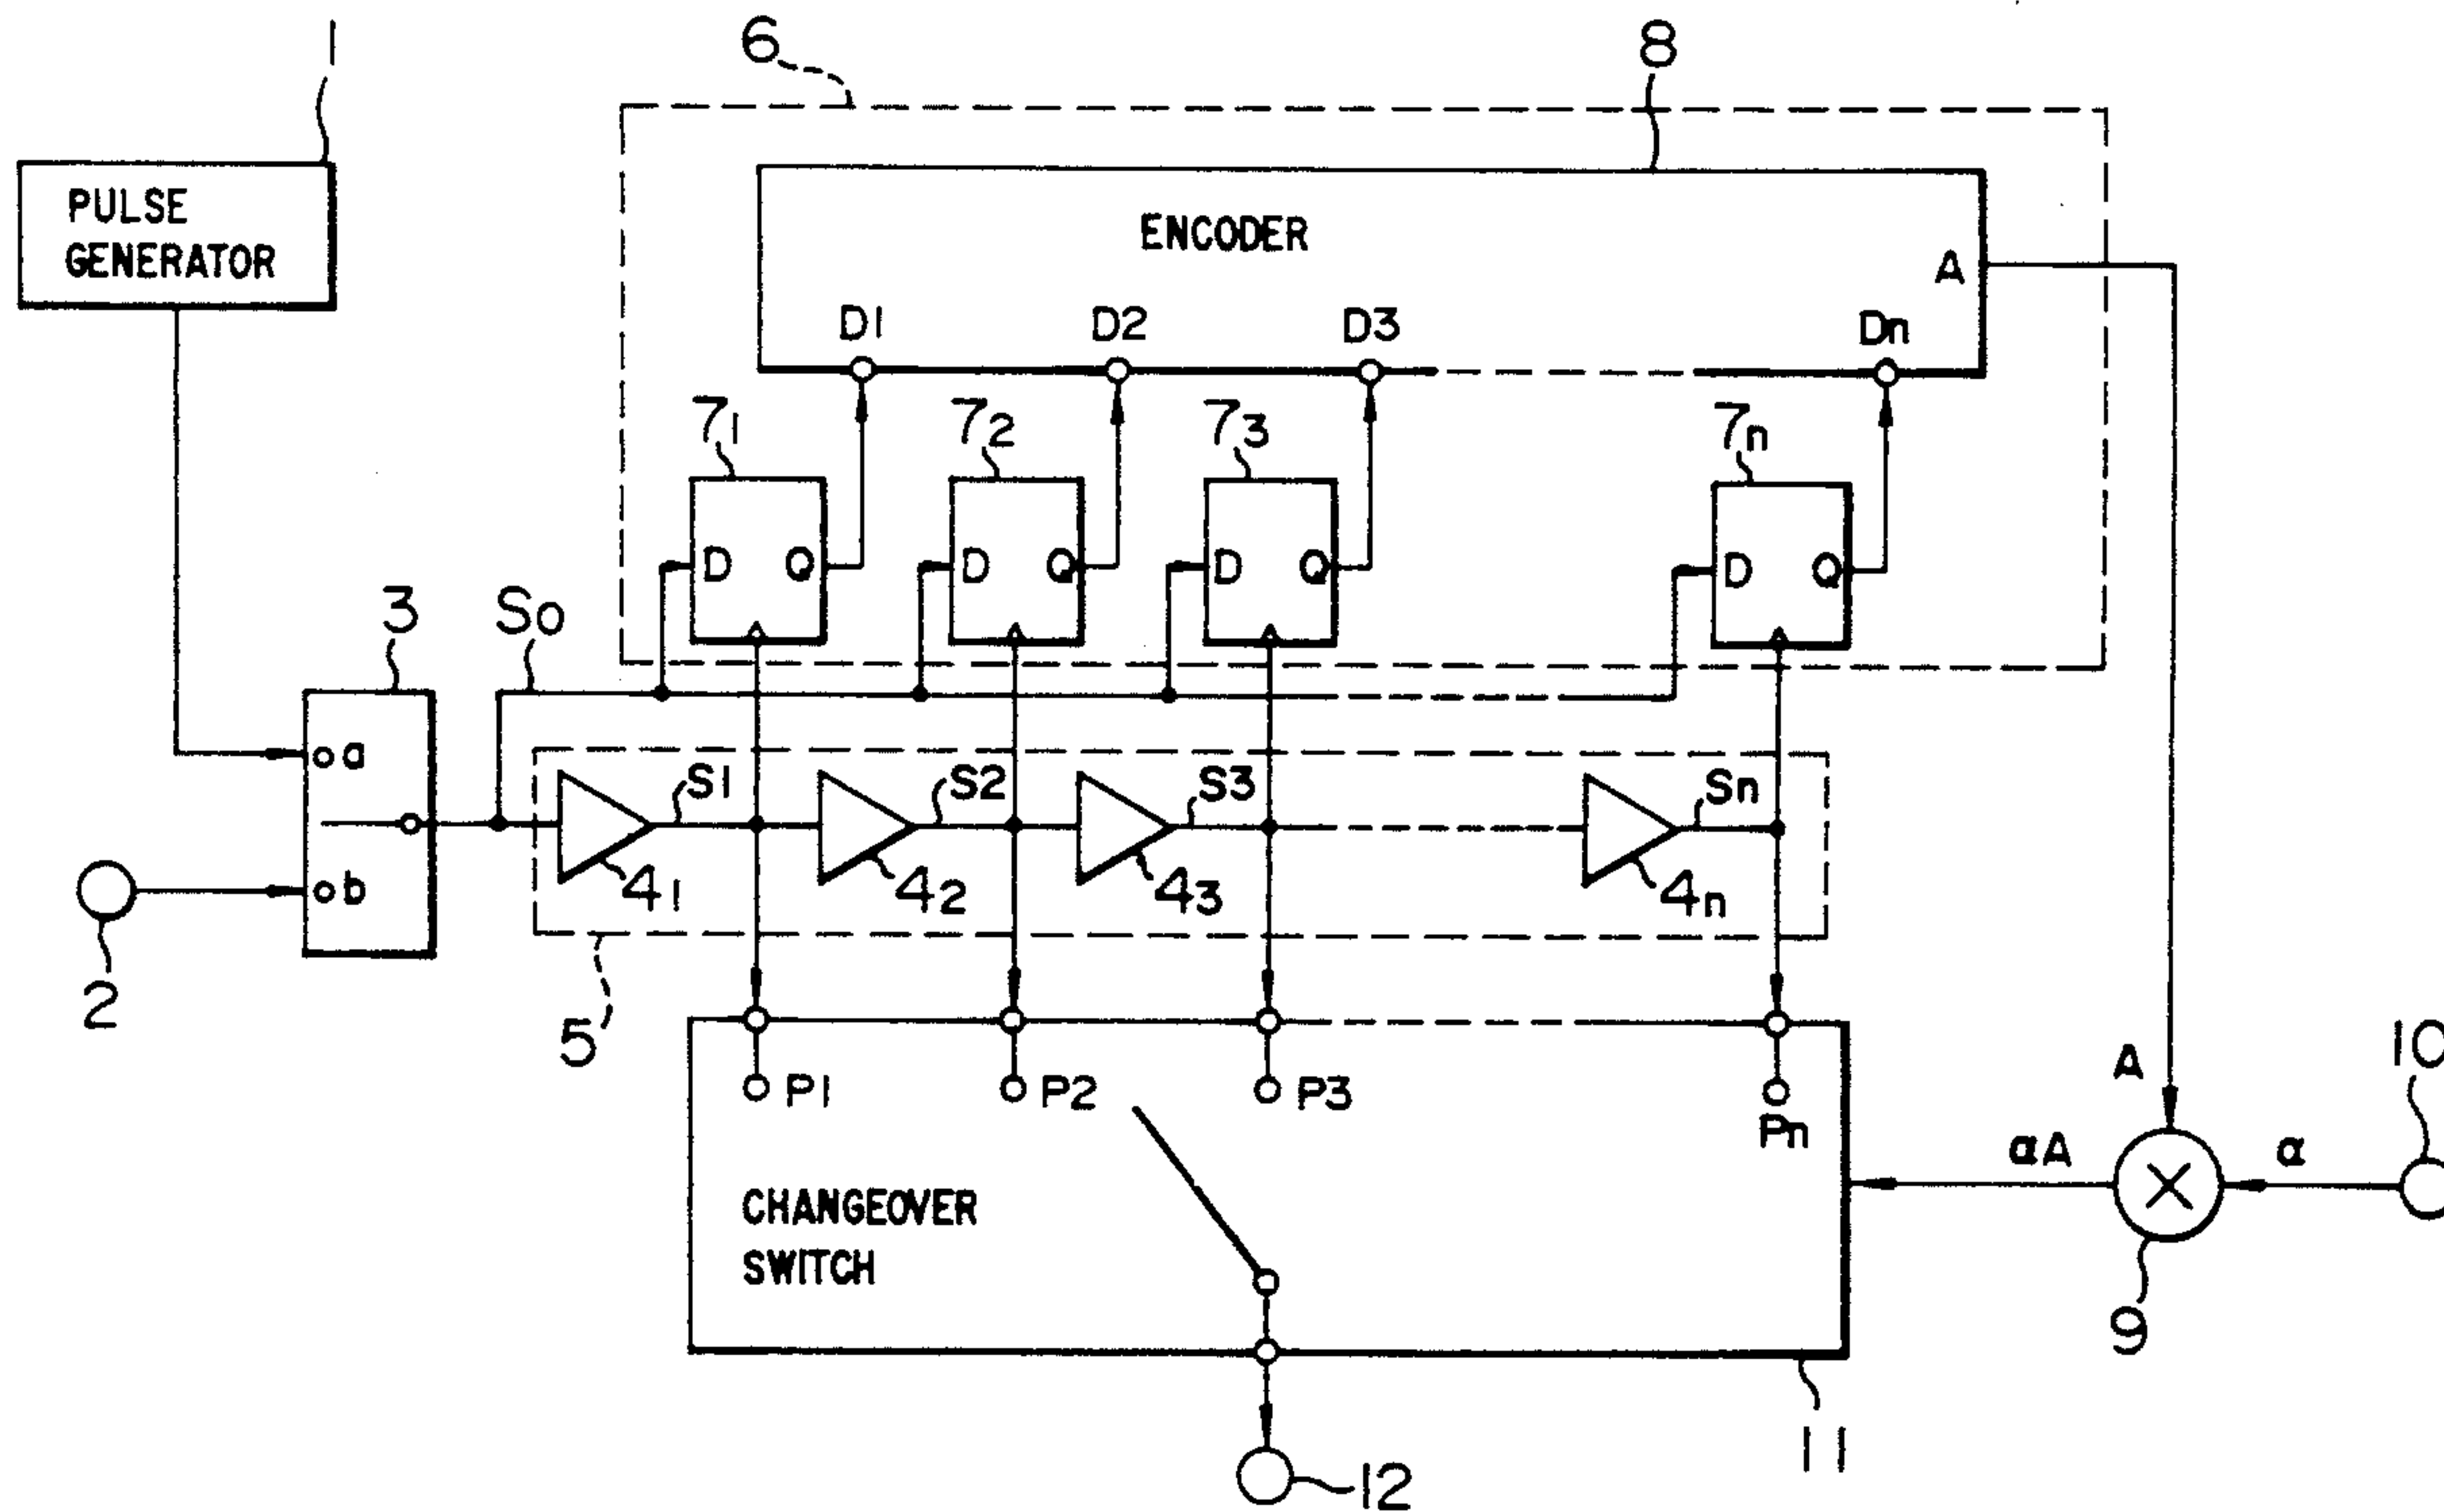 1
6
8
PULSE
GENERATOR
ENCODER
A
D1 D2 D3 Dn
7₁ 7₂ 7₃ 7n
D Q D Q D Q D Q
3
S0
a
S1 S2 S3 Sn
b
4₁ 4₂ 4₃ 4n
2
5
10
A
P1 P2 P3 Pn
αA α
CHANGEOVER
SWITCH
9
11
12